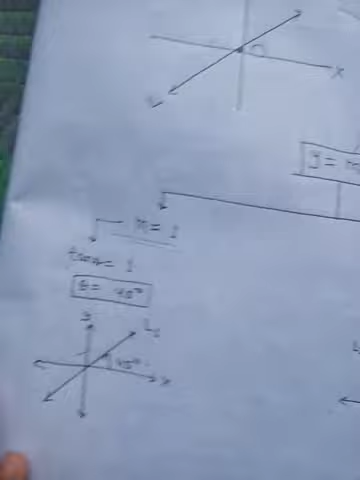 O
X
y = m
M = 1
tanθ = 1
θ = 45°
y
L1
45°
x
L